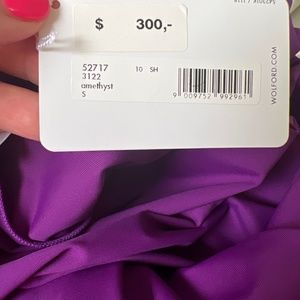 $ 300,-
52717 10 SH
3122
amethyst
S
9 009752 992961
WOLFORD.COM